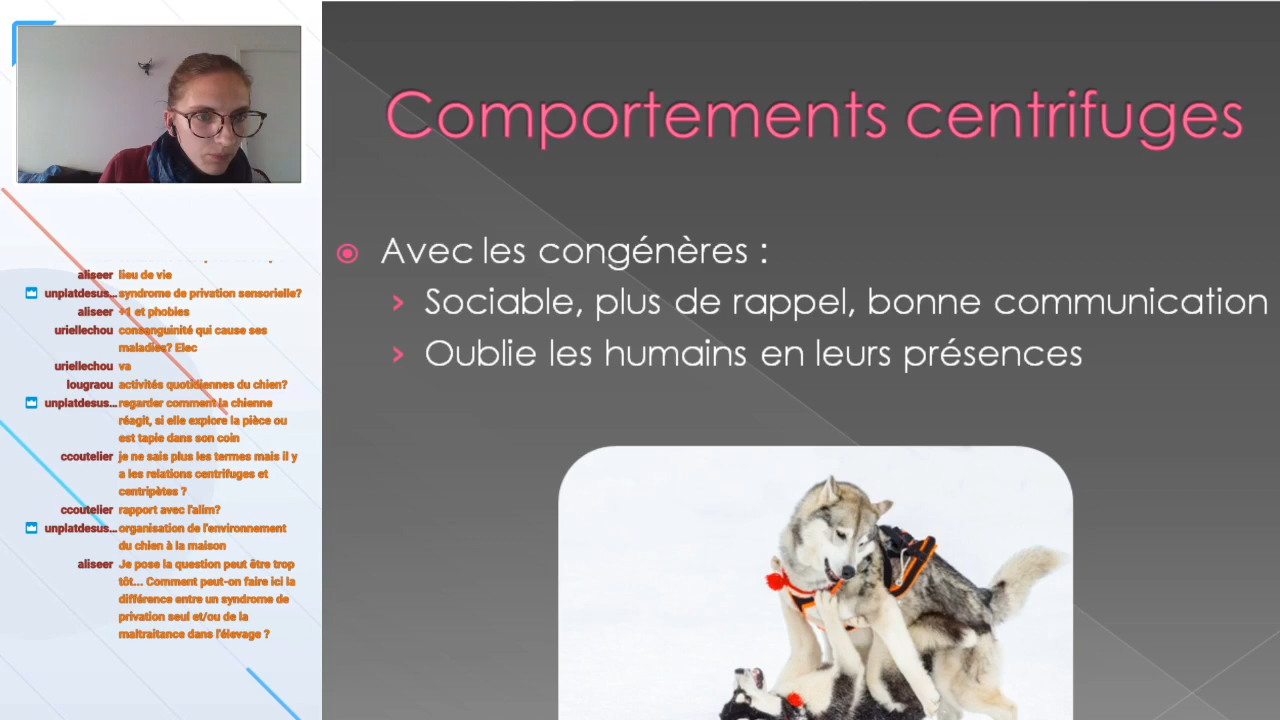 Comportements centrifuges
Avec les congénères :
Sociable, plus de rappel, bonne communication
Oublie les humains en leurs présences
aliseer lieu de vie
unplatdesus... syndrome de privation sensorielle?
aliseer +1 et phobies
uriellechou consanguinité qui cause ses
maladies? Elec
uriellechou va
lougraou activités quotidiennes du chien?
unplatdesus... regarder comment la chienne
réagit, si elle explore la pièce ou
est tapie dans son coin
ccoutelier je ne sais plus les termes mais il y
a les relations centrifuges et
centripètes ?
ccoutelier rapport avec l'alim?
unplatdesus... organisation de l'environnement
du chien à la maison
aliseer Je pose la question peut être trop
tôt... Comment peut-on faire ici la
différence entre un syndrome de
privation seul et/ou de la
maltraitance dans l'élevage ?